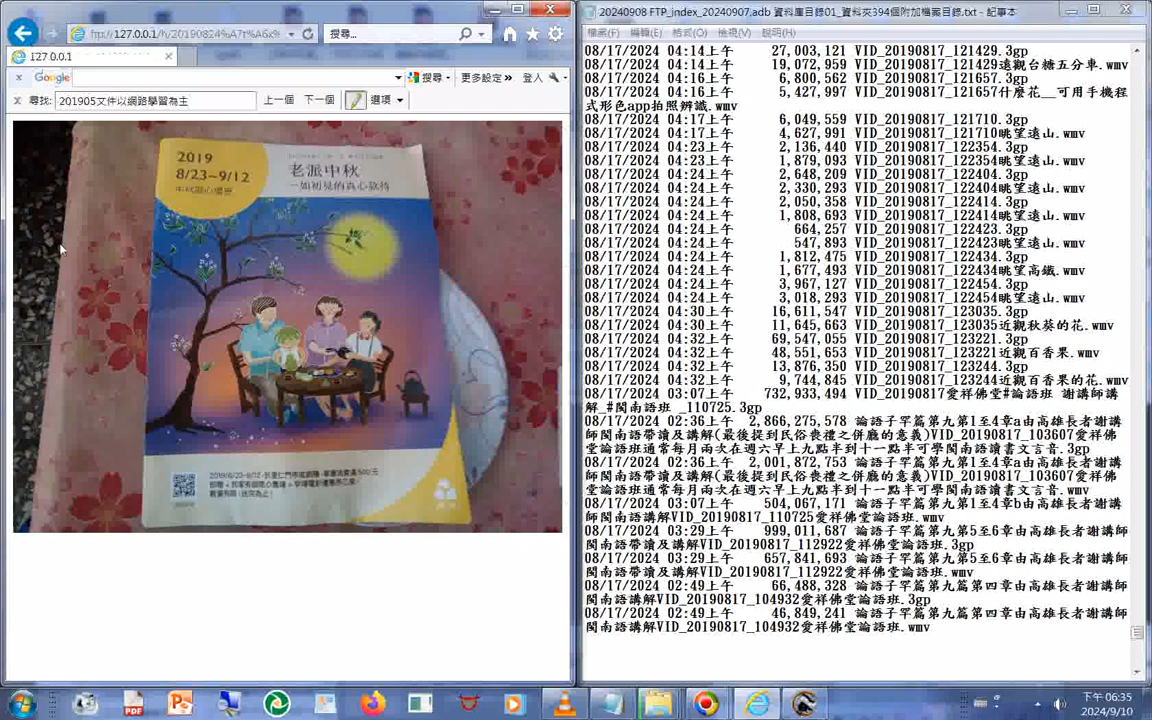 ftp://127.0.0.1/h/20190824%A7t%A6x
搜尋...
127.0.0.1
Google
搜尋
更多設定 »
登入
尋找: 201905文件以網路學習為主
上一個
下一個
選項
2019
8/23~9/12
老派中秋
一如初見的真心款待
20240908 FTP_index_20240907.adb 資料庫目錄01_資料夾394個附加檔案目錄.txt - 記事本
檔案(F) 編輯(E) 格式(O) 檢視(V) 說明(H)
08/17/2024 04:14上午 27,003,121 VID_20190817_121429.3gp
08/17/2024 04:14上午 19,072,959 VID_20190817_121429遠觀台糖五分車.wmv
08/17/2024 04:16上午 6,800,562 VID_20190817_121657.3gp
08/17/2024 04:16上午 5,427,997 VID_20190817_121657什麼花__可用手機程
式形色app拍照辨識.wmv
08/17/2024 04:17上午 6,049,559 VID_20190817_121710.3gp
08/17/2024 04:17上午 4,627,991 VID_20190817_121710眺望遠山.wmv
08/17/2024 04:23上午 2,136,440 VID_20190817_122354.3gp
08/17/2024 04:23上午 1,879,093 VID_20190817_122354眺望遠山.wmv
08/17/2024 04:24上午 2,648,209 VID_20190817_122404.3gp
08/17/2024 04:24上午 2,330,293 VID_20190817_122404眺望遠山.wmv
08/17/2024 04:24上午 2,050,358 VID_20190817_122414.3gp
08/17/2024 04:24上午 1,808,693 VID_20190817_122414眺望遠山.wmv
08/17/2024 04:24上午 664,257 VID_20190817_122423.3gp
08/17/2024 04:24上午 547,893 VID_20190817_122423眺望遠山.wmv
08/17/2024 04:24上午 1,812,475 VID_20190817_122434.3gp
08/17/2024 04:24上午 1,677,493 VID_20190817_122434眺望高鐵.wmv
08/17/2024 04:24上午 3,967,127 VID_20190817_122454.3gp
08/17/2024 04:24上午 3,018,293 VID_20190817_122454眺望遠山.wmv
08/17/2024 04:30上午 16,611,547 VID_20190817_123035.3gp
08/17/2024 04:30上午 11,645,663 VID_20190817_123035近觀秋葵的花.wmv
08/17/2024 04:32上午 69,547,055 VID_20190817_123221.3gp
08/17/2024 04:32上午 48,551,653 VID_20190817_123221近觀百香果.wmv
08/17/2024 04:32上午 13,876,350 VID_20190817_123244.3gp
08/17/2024 04:32上午 9,744,845 VID_20190817_123244近觀百香果的花.wmv
08/17/2024 03:07上午 732,933,494 VID_20190817愛祥佛堂#論語班 謝講師講
解_#閩南語班 _110725.3gp
08/17/2024 02:36上午 2,866,275,578 論語子罕篇第九第1至4章a由高雄長者謝講
師閩南語帶讀及講解(最後提到民俗喪禮之併廳的意義)VID_20190817_103607愛祥佛
堂論語班通常每月兩次在週六早上九點半到十一點半可學閩南語讀書文言音.3gp
08/17/2024 02:36上午 2,001,872,753 論語子罕篇第九第1至4章a由高雄長者謝講
師閩南語帶讀及講解(最後提到民俗喪禮之併廳的意義)VID_20190817_103607愛祥佛
堂論語班通常每月兩次在週六早上九點半到十一點半可學閩南語讀書文言音.wmv
08/17/2024 03:07上午 504,067,171 論語子罕篇第九第1至4章b由高雄長者謝講師
閩南語講解VID_20190817_110725愛祥佛堂論語班.wmv
08/17/2024 03:29上午 999,011,687 論語子罕篇第九第5至6章由高雄長者謝講師
閩南語帶讀及講解VID_20190817_112922愛祥佛堂論語班.3gp
08/17/2024 03:29上午 657,841,693 論語子罕篇第九第5至6章由高雄長者謝講師
閩南語帶讀及講解VID_20190817_112922愛祥佛堂論語班.wmv
08/17/2024 02:49上午 66,488,328 論語子罕篇第九篇第四章由高雄長者謝講師
閩南語講解VID_20190817_104932愛祥佛堂論語班.3gp
08/17/2024 02:49上午 46,849,241 論語子罕篇第九篇第四章由高雄長者謝講師
閩南語講解VID_20190817_104932愛祥佛堂論語班.wmv
下午 06:35
2024/9/10